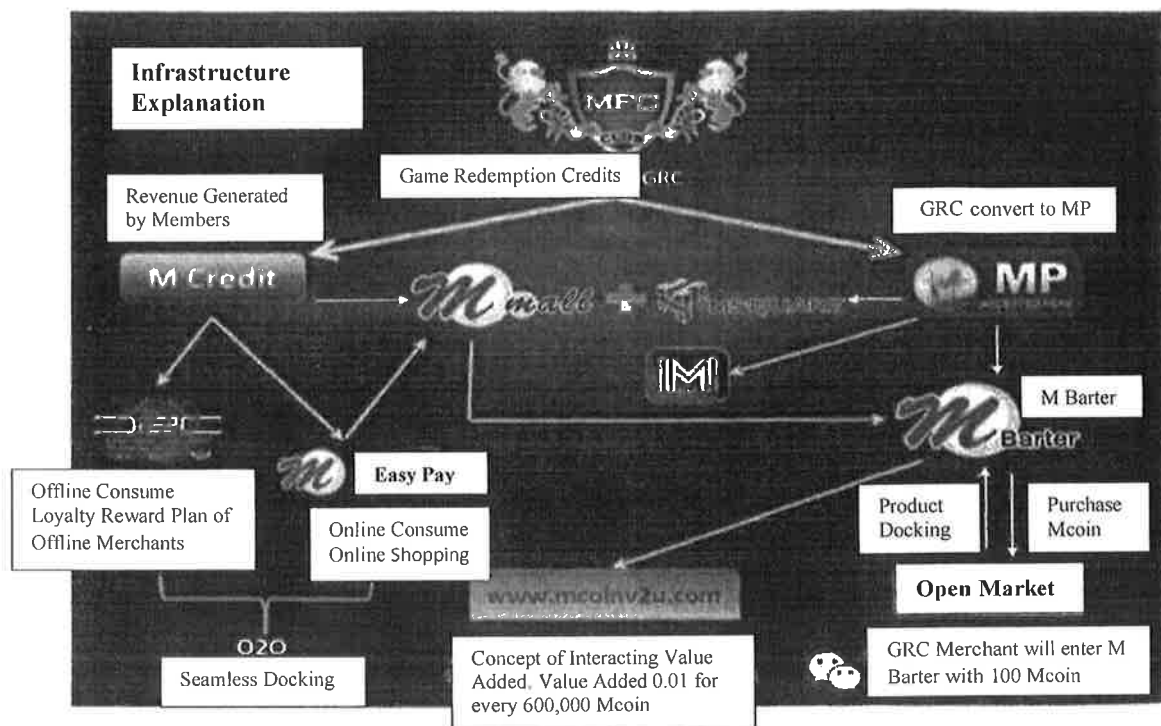 Infrastructure
Explanation
Game Redemption Credits
GRC
Revenue Generated
by Members
GRC convert to MP
M Credit
M mall
MP
M
M Barter
M Barter
Easy Pay
Offline Consume
Loyalty Reward Plan of
Offline Merchants
Online Consume
Online Shopping
Product
Docking
Purchase
Mcoin
Open Market
www.mcoinv2u.com
O2O
Seamless Docking
Concept of Interacting Value
Added. Value Added 0.01 for
every 600,000 Mcoin
GRC Merchant will enter M
Barter with 100 Mcoin